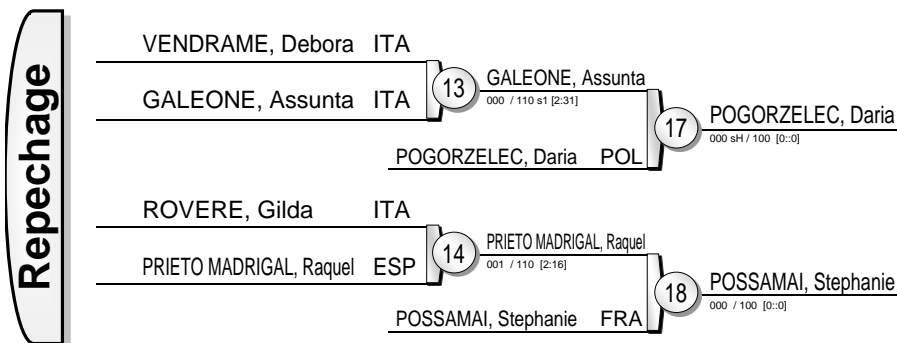 Repechage
VENDRAME, Debora ITA
GALEONE, Assunta ITA
13
GALEONE, Assunta
000 / 110 s1 [2:31]
POGORZELEC, Daria POL
17
POGORZELEC, Daria
000 sH / 100 [0::0]
ROVERE, Gilda ITA
PRIETO MADRIGAL, Raquel ESP
14
PRIETO MADRIGAL, Raquel
001 / 110 [2:16]
POSSAMAI, Stephanie FRA
18
POSSAMAI, Stephanie
000 / 100 [0::0]